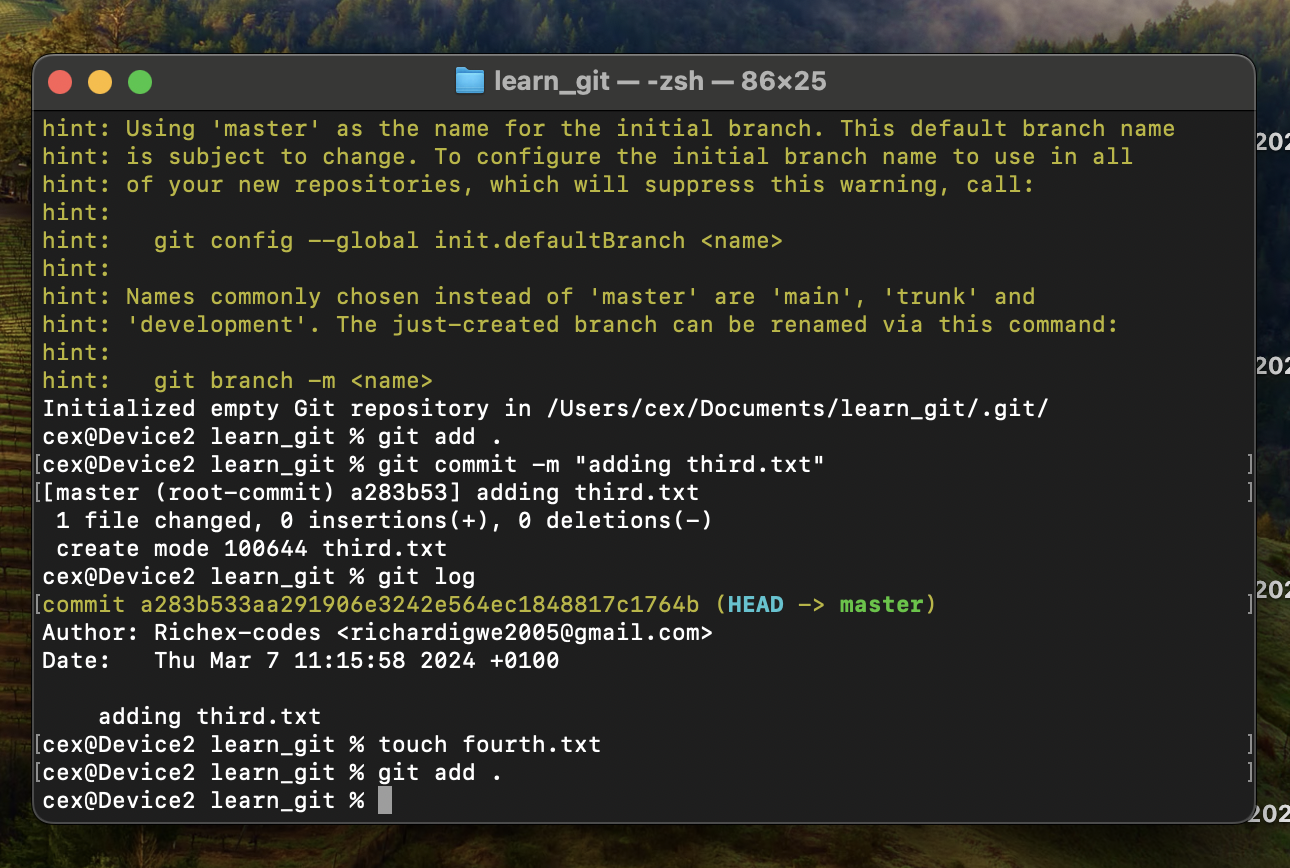 learn_git — -zsh — 86×25
hint: Using 'master' as the name for the initial branch. This default branch name
hint: is subject to change. To configure the initial branch name to use in all
hint: of your new repositories, which will suppress this warning, call:
hint:
hint:   git config --global init.defaultBranch <name>
hint:
hint: Names commonly chosen instead of 'master' are 'main', 'trunk' and
hint: 'development'. The just-created branch can be renamed via this command:
hint:
hint:   git branch -m <name>
Initialized empty Git repository in /Users/cex/Documents/learn_git/.git/
cex@Device2 learn_git % git add .
[cex@Device2 learn_git % git commit -m "adding third.txt" ]
[[master (root-commit) a283b53] adding third.txt ]
 1 file changed, 0 insertions(+), 0 deletions(-)
 create mode 100644 third.txt
cex@Device2 learn_git % git log
[commit a283b533aa291906e3242e564ec1848817c1764b (HEAD -> master) ]
Author: Richex-codes <richardigwe2005@gmail.com>
Date:   Thu Mar 7 11:15:58 2024 +0100

    adding third.txt
[cex@Device2 learn_git % touch fourth.txt ]
[cex@Device2 learn_git % git add . ]
cex@Device2 learn_git %
202
202
202
202